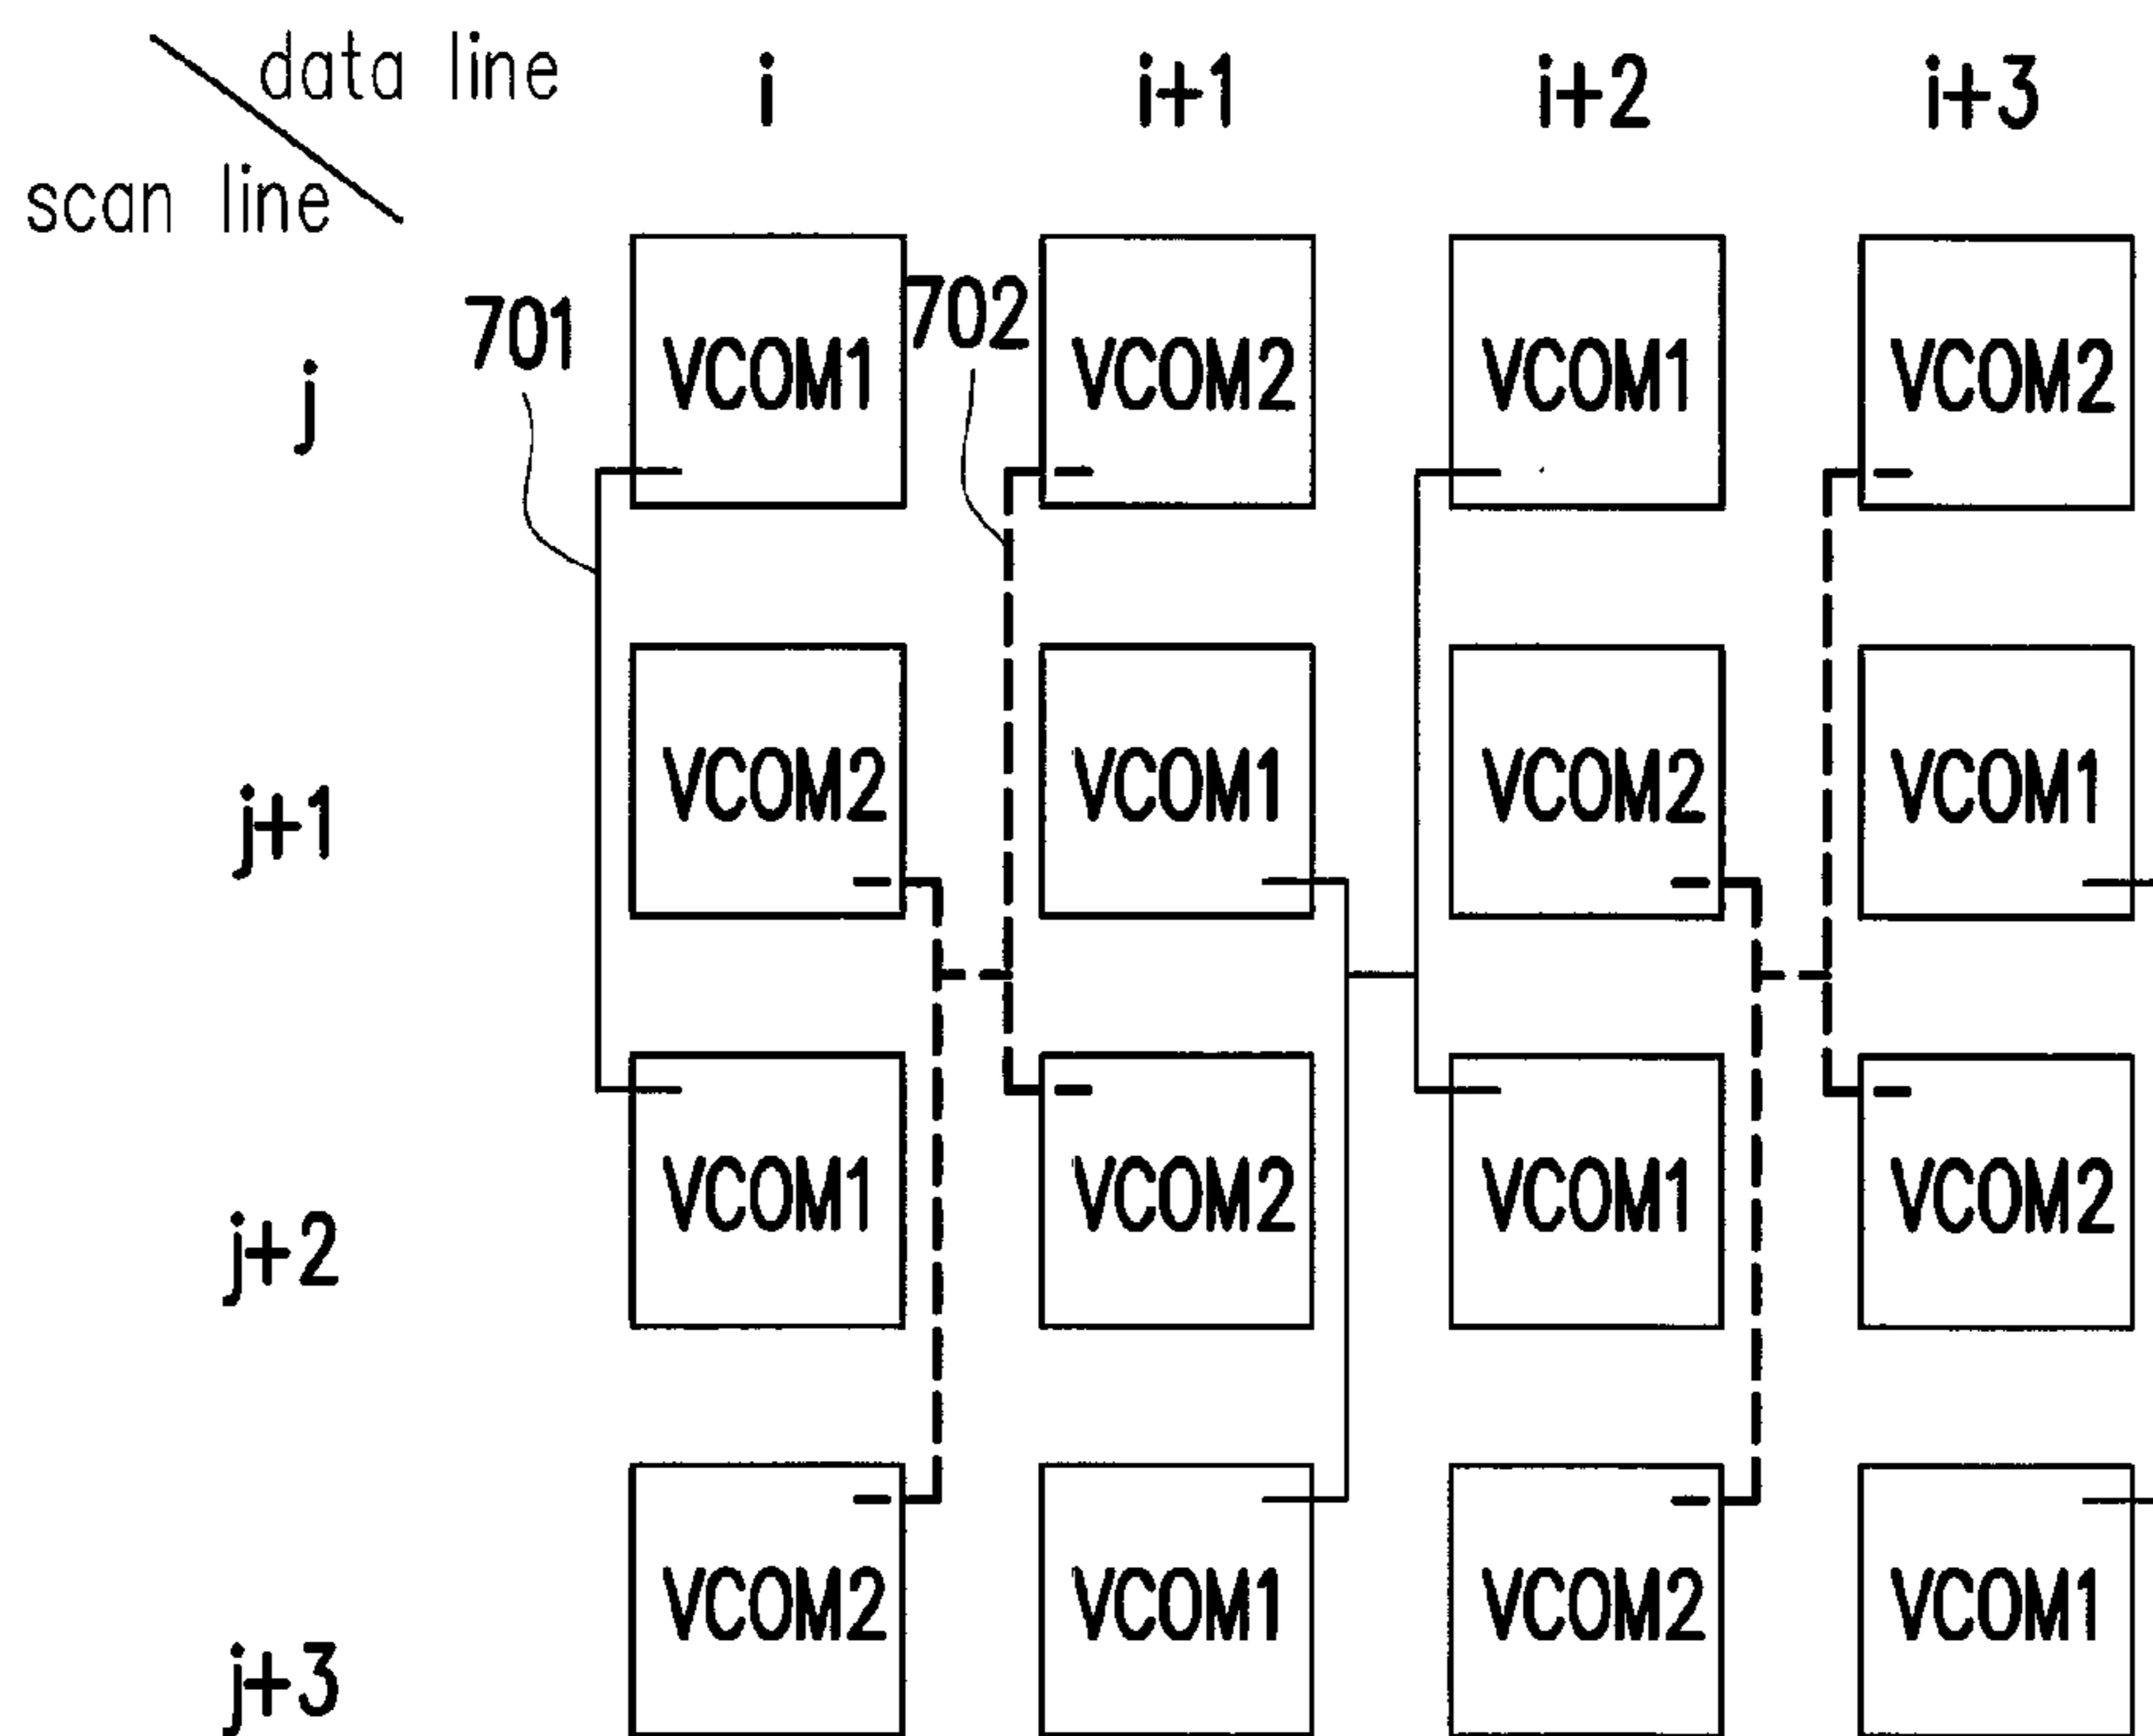 data line
scan line
i i+1 i+2 i+3
701 702
j VCOM1 VCOM2 VCOM1 VCOM2
j+1 VCOM2 VCOM1 VCOM2 VCOM1
j+2 VCOM1 VCOM2 VCOM1 VCOM2
j+3 VCOM2 VCOM1 VCOM2 VCOM1